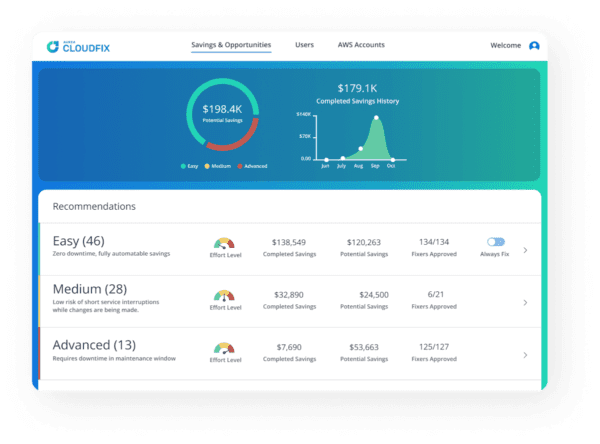 CLOUDFIX
Savings & Opportunities
Users
AWS Accounts
Welcome
$198.4K
Potential Savings
Easy
Medium
Advanced
$179.1K
Completed Savings History
$140K
$70K
0.00
Jun
July
Aug
Sep
Oct
Recommendations
Easy (46)
Zero downtime, fully automatable savings
Effort Level
$138,549
Completed Savings
$120,263
Potential Savings
134/134
Fixers Approved
Always Fix
Medium (28)
Low risk of short service interruptions
while changes are being made.
Effort Level
$32,890
Completed Savings
$24,500
Potential Savings
6/21
Fixers Approved
Advanced (13)
Requires downtime in maintenance window
Effort Level
$7,690
Completed Savings
$53,663
Potential Savings
125/127
Fixers Approved